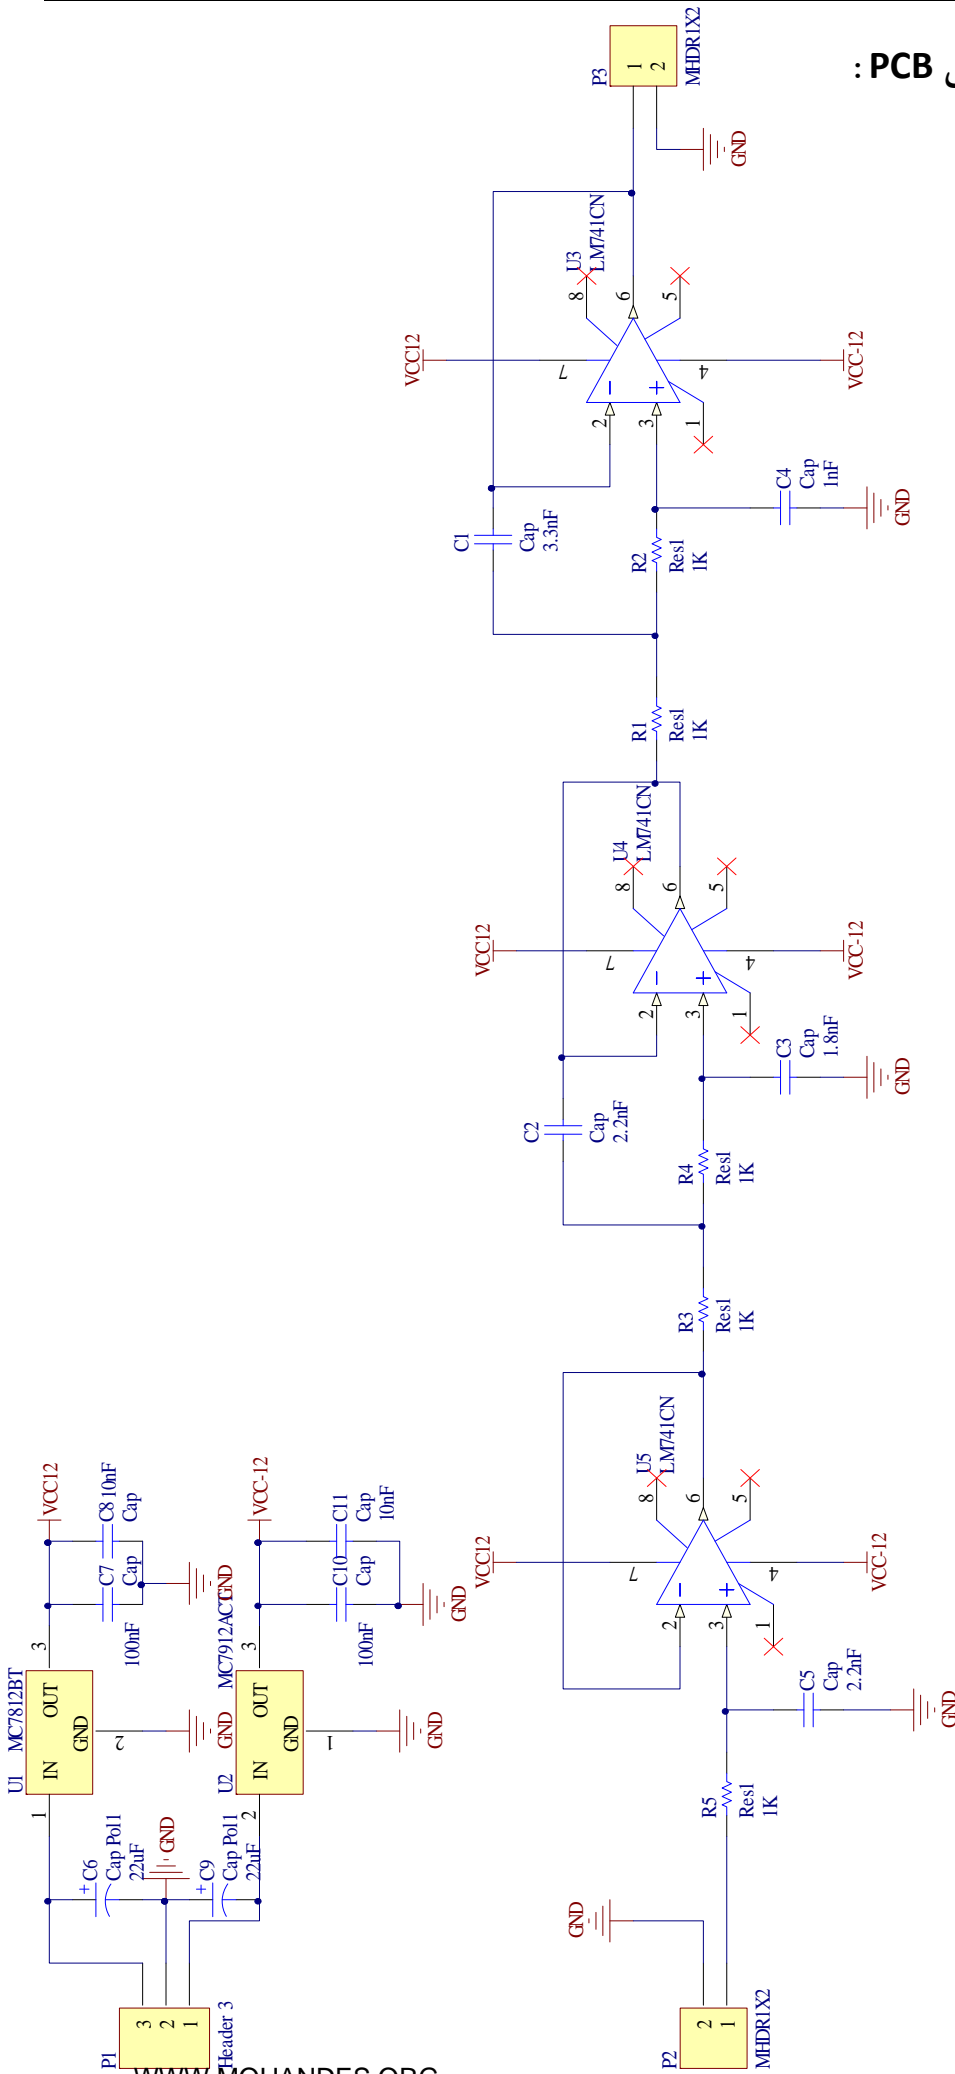 PCB :
P3
1
2
MHDR1X2
GND
U3
LM741CN
8
6
5
7
4
2
3
1
VCC12
VCC-12
C1
Cap
3.3nF
R2
Res1
1K
C4
Cap
1nF
GND
R1
Res1
1K
U4
LM741CN
8
6
5
7
4
2
3
1
VCC12
VCC-12
C2
Cap
2.2nF
R4
Res1
1K
C3
Cap
1.8nF
GND
R3
Res1
1K
U5
LM741CN
8
6
5
7
4
2
3
1
VCC12
VCC-12
C5
Cap
2.2nF
GND
R5
Res1
1K
GND
P2
2
1
MHDR1X2
VCC12
C8 10nF
Cap
C7
Cap
100nF
GND
U1
MC7812BT
IN
OUT
GND
1
3
2
GND
VCC-12
C11
Cap
10nF
C10
Cap
100nF
GND
U2
MC7912ACT
IN
OUT
GND
2
3
1
GND
+ C6
Cap Pol1
22uF
GND
+ C9
Cap Pol1
22uF
P1
3
2
1
Header 3
WWW.MOHANDES.ORG